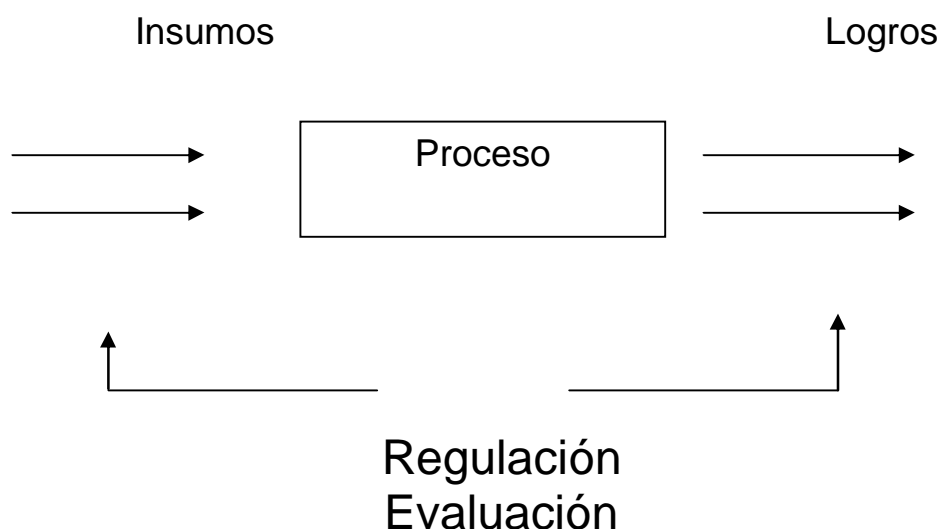 Insumos
Logros
Proceso
Regulación
Evaluación